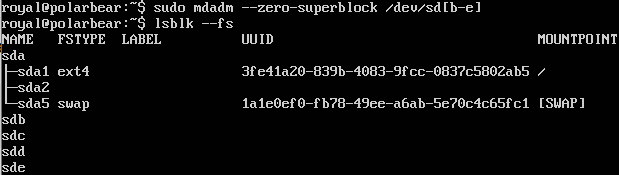 royal@polarbear:~$ sudo mdadm --zero-superblock /dev/sd[b-e]
royal@polarbear:~$ lsblk --fs
NAME   FSTYPE LABEL   UUID                                 MOUNTPOINT
sda
├─sda1 ext4           3fe41a20-839b-4083-9fcc-0837c5802ab5 /
├─sda2
└─sda5 swap           1a1e0ef0-fb78-49ee-a6ab-5e70c4c65fc1 [SWAP]
sdb
sdc
sdd
sde